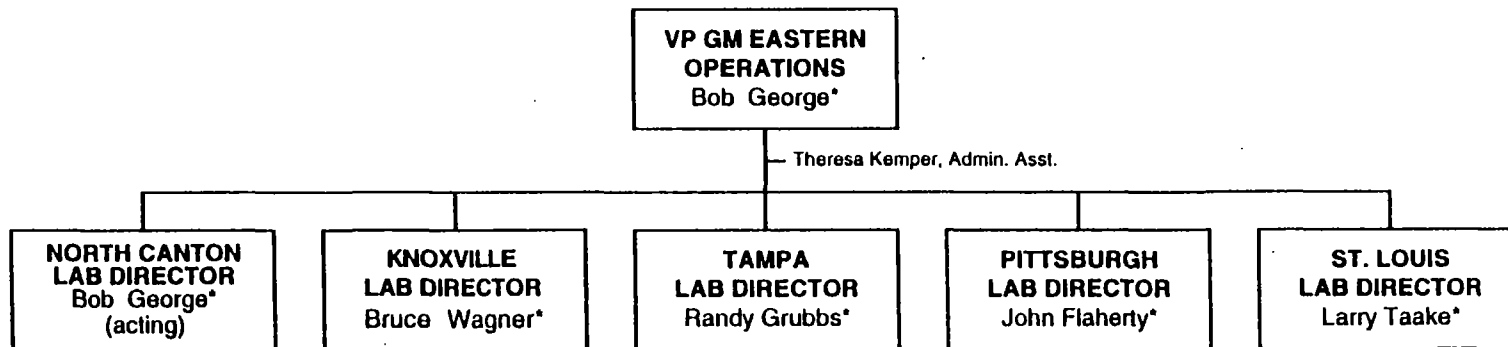 VP GM EASTERN
OPERATIONS
Bob George*
Theresa Kemper, Admin. Asst.
NORTH CANTON
LAB DIRECTOR
Bob George*
(acting)
KNOXVILLE
LAB DIRECTOR
Bruce Wagner*
TAMPA
LAB DIRECTOR
Randy Grubbs*
PITTSBURGH
LAB DIRECTOR
John Flaherty*
ST. LOUIS
LAB DIRECTOR
Larry Taake*